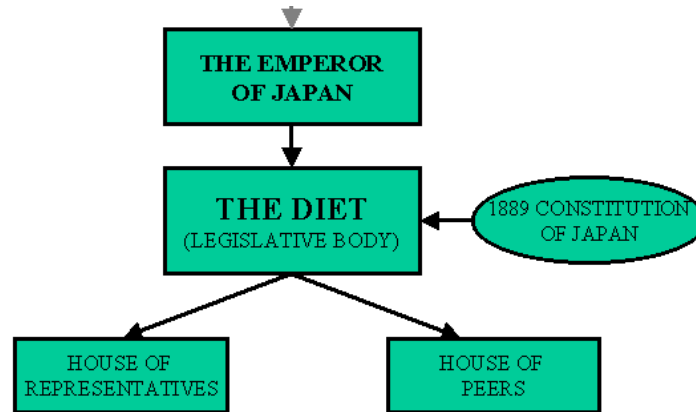 THE EMPEROR
OF JAPAN
THE DIET
(LEGISLATIVE BODY)
1889 CONSTITUTION
OF JAPAN
HOUSE OF
REPRESENTATIVES
HOUSE OF
PEERS